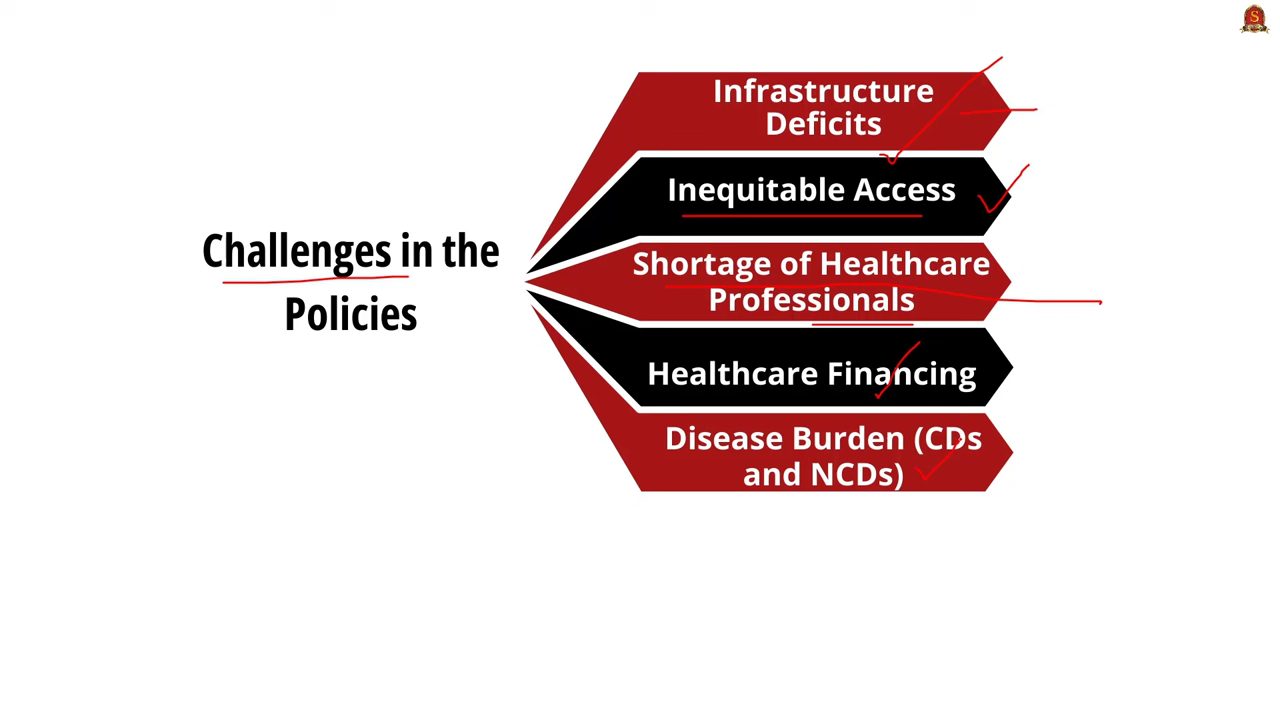 Challenges in the
Policies
Infrastructure
Deficits
Inequitable Access
Shortage of Healthcare
Professionals
Healthcare Financing
Disease Burden (CDs
and NCDs)
S